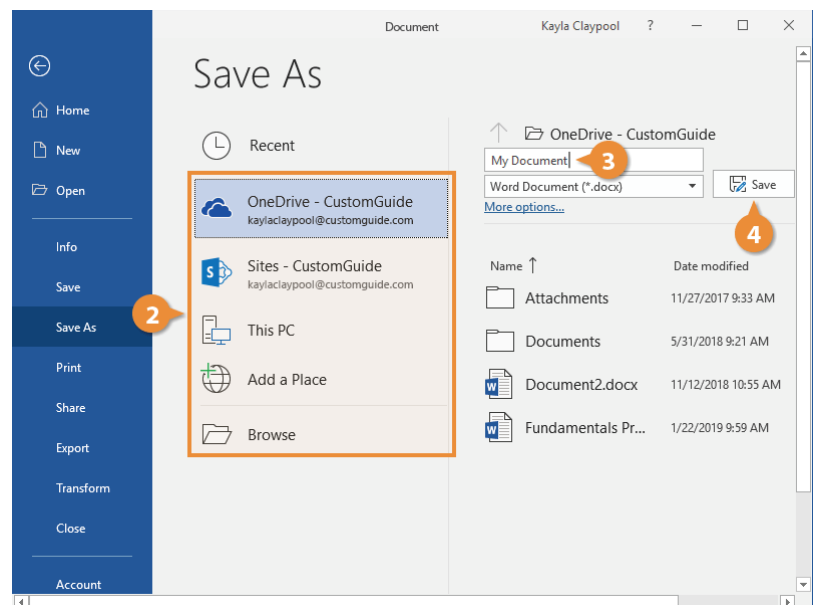 Document
Kayla Claypool ?
Save As
Home
New
Open
Info
Save
Save As
Print
Share
Export
Transform
Close
Account
2
Recent
OneDrive - CustomGuide
kaylaclaypool@customguide.com
Sites - CustomGuide
kaylaclaypool@customguide.com
This PC
Add a Place
Browse
OneDrive - CustomGuide
My Document
3
Word Document (*.docx)
Save
More options...
4
Name ↑ Date modified
Attachments 11/27/2017 9:33 AM
Documents 5/31/2018 9:21 AM
Document2.docx 11/12/2018 10:55 AM
Fundamentals Pr... 1/22/2019 9:59 AM